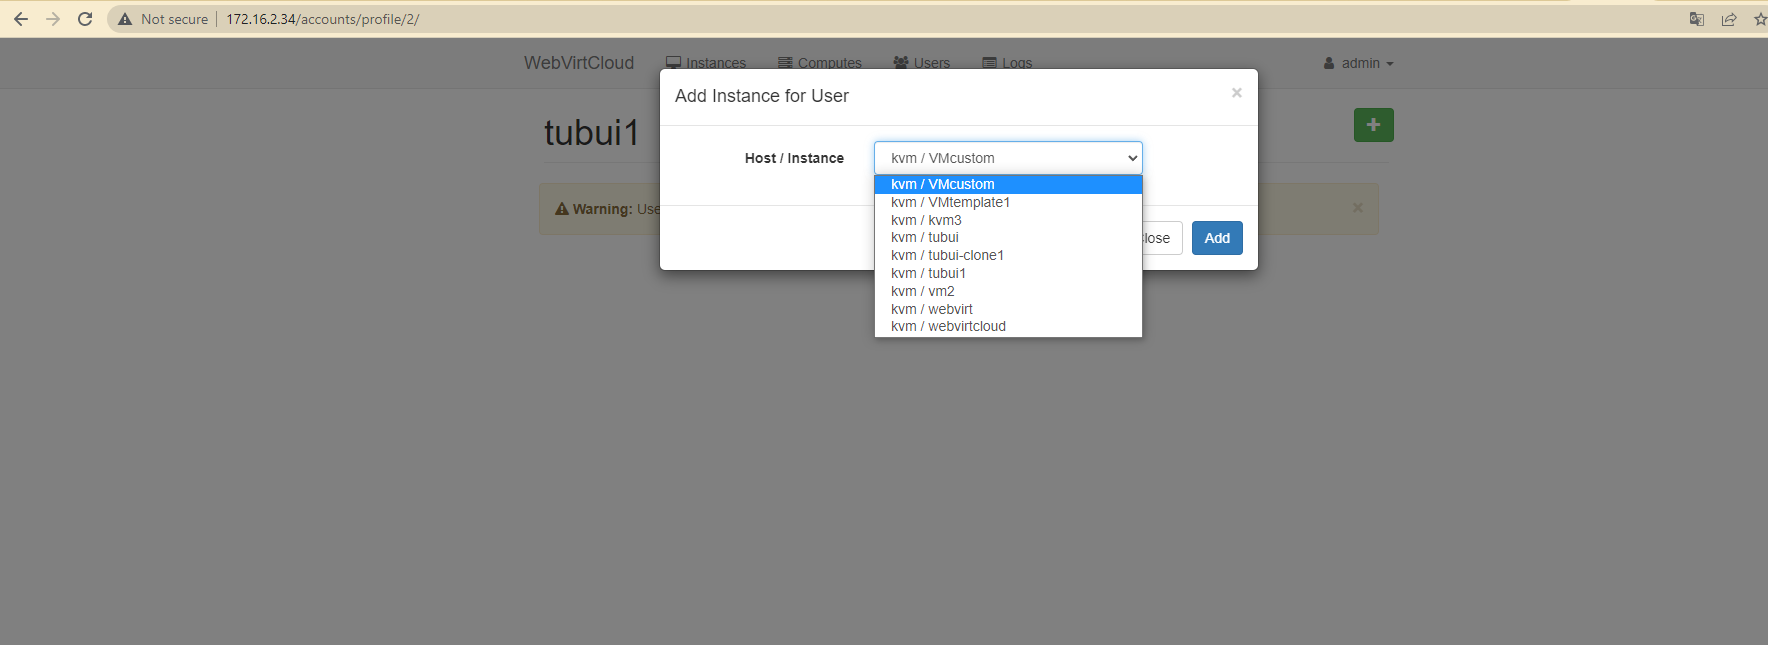 Not secure 172.16.2.34/accounts/profile/2/
WebVirtCloud Instances Computes Users Logs admin
Add Instance for User ×
tubui1 +
Host / Instance kvm / VMcustom
kvm / VMcustom
Warning: Use ×
kvm / VMtemplate1
kvm / kvm3
kvm / tubui
kvm / tubui-clone1
kvm / tubui1
kvm / vm2
kvm / webvirt
kvm / webvirtcloud
lose Add